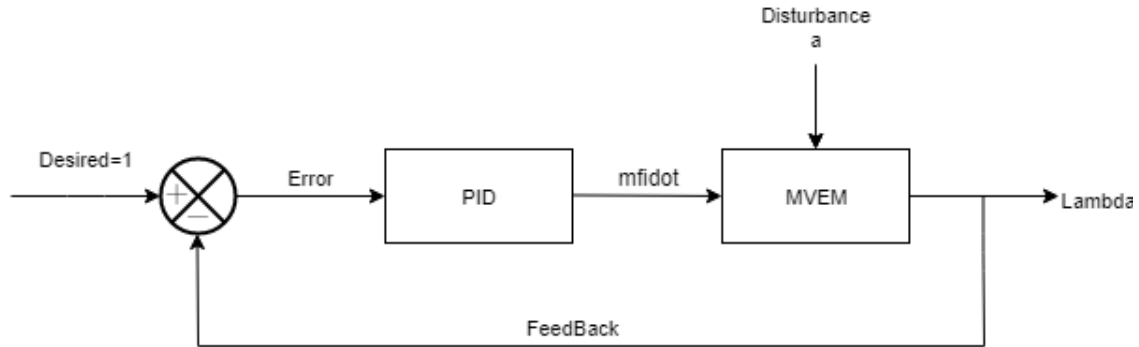 Disturbance
a
Desired=1
+
−
Error
PID
mfidot
MVEM
Lambda
FeedBack